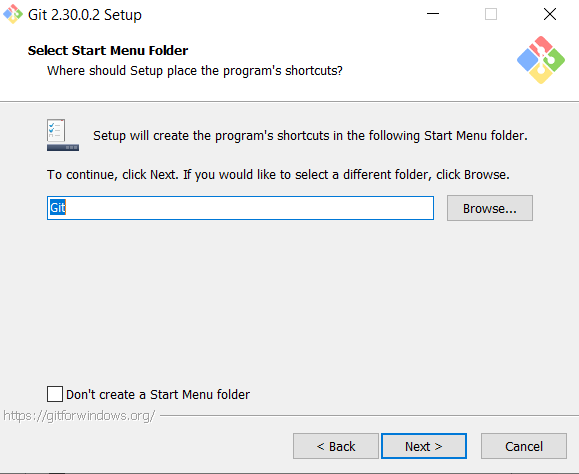 Git 2.30.0.2 Setup
Select Start Menu Folder
Where should Setup place the program's shortcuts?
Setup will create the program's shortcuts in the following Start Menu folder.
To continue, click Next. If you would like to select a different folder, click Browse.
Git
Browse...
Don't create a Start Menu folder
https://gitforwindows.org/
< Back
Next >
Cancel